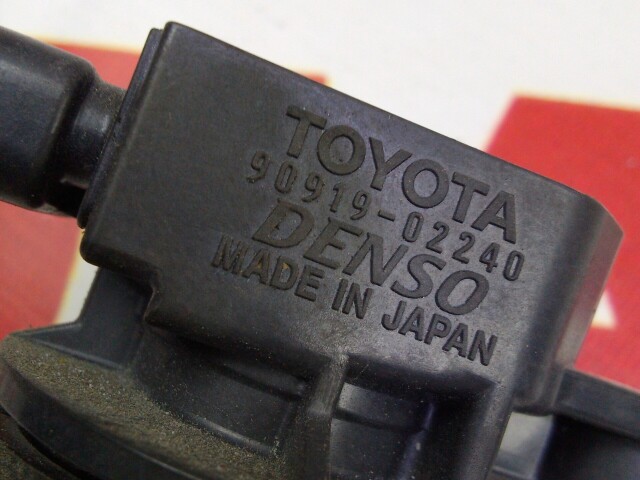 TOYOTA
90919-02240
DENSO
MADE IN JAPAN